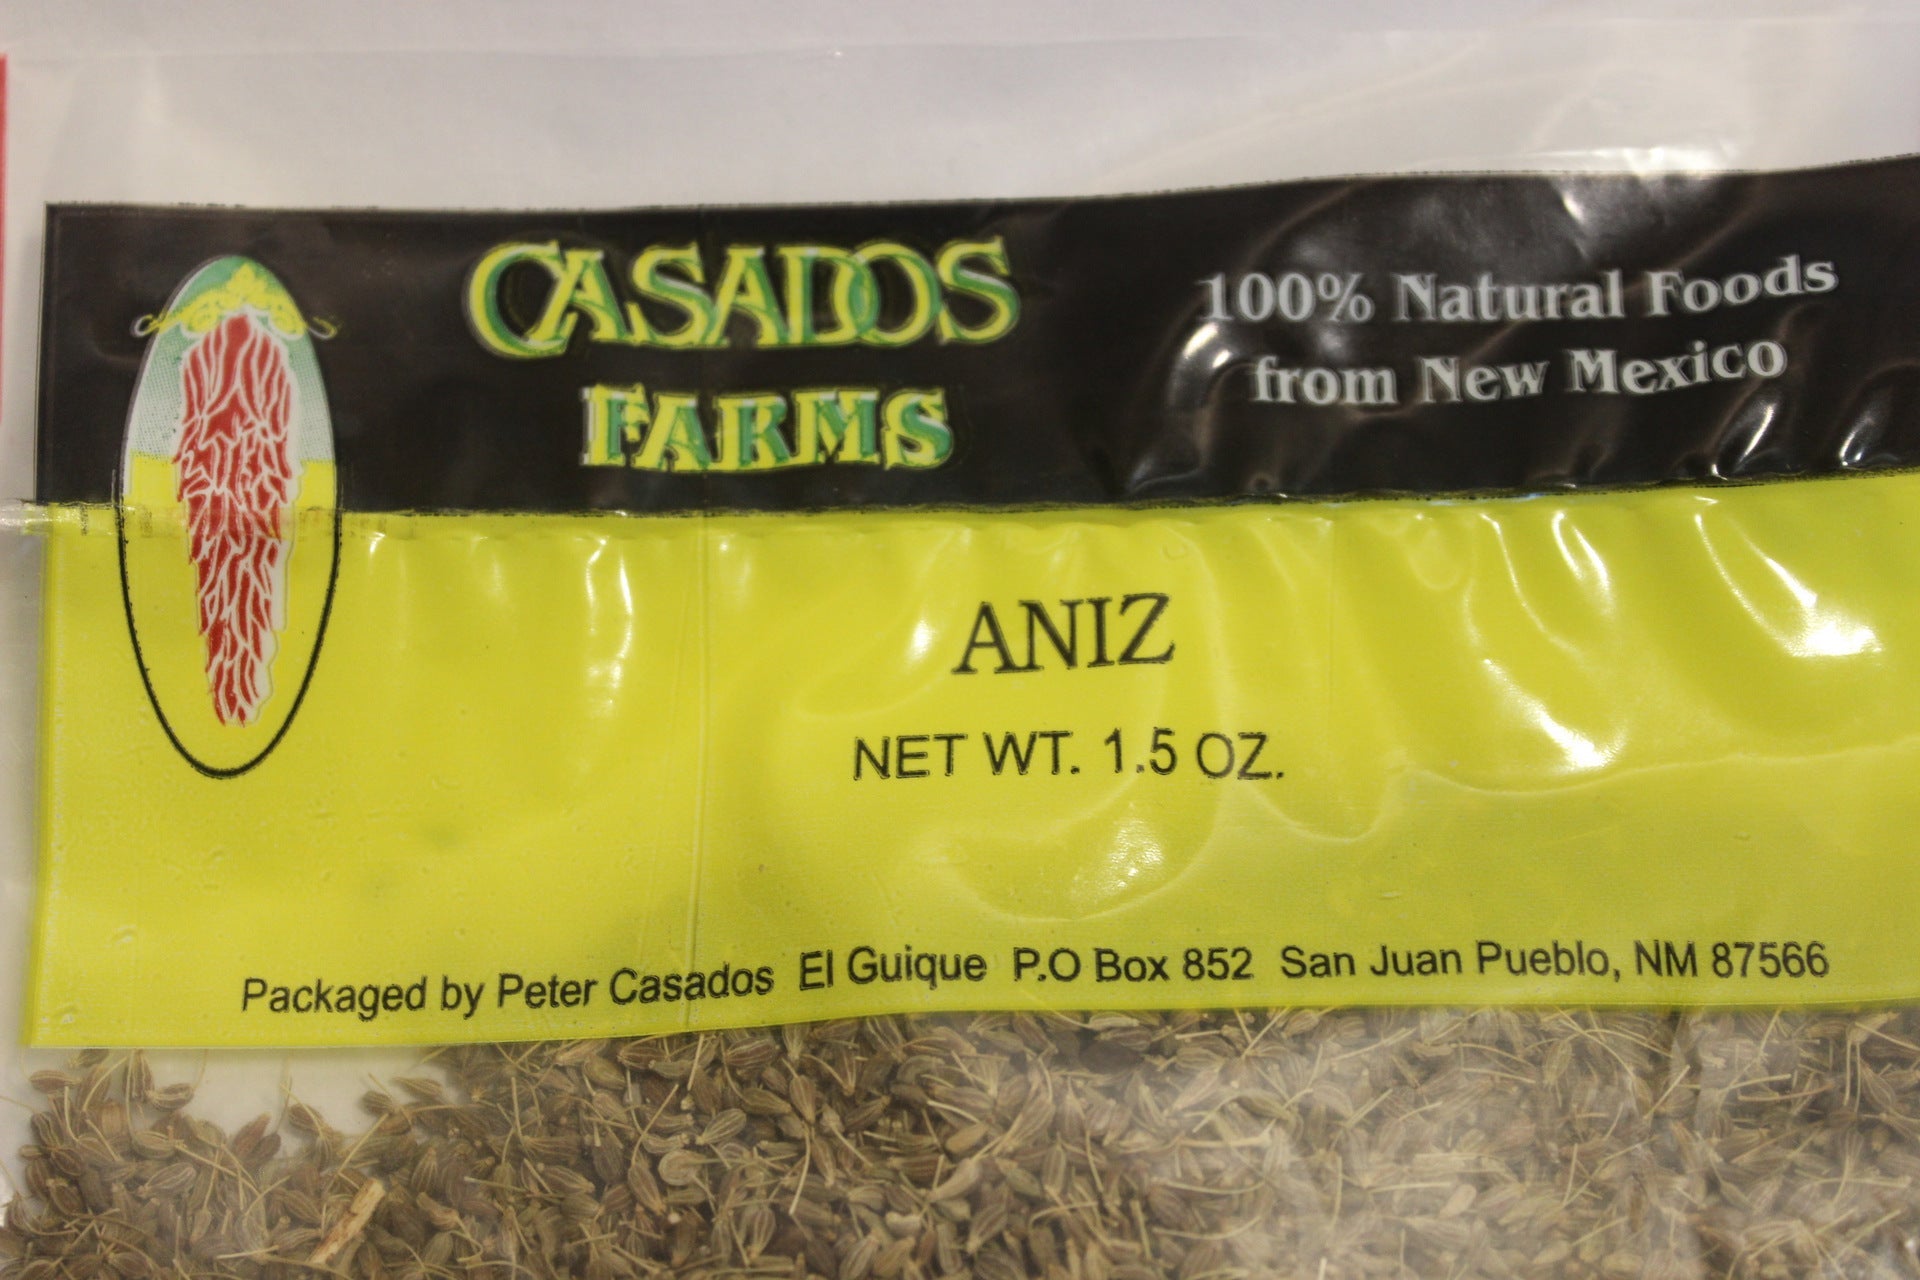 CASADOS
FARMS
100% Natural Foods
from New Mexico
ANIZ
NET WT. 1.5 OZ.
Packaged by Peter Casados El Guique P.O Box 852 San Juan Pueblo, NM 87566